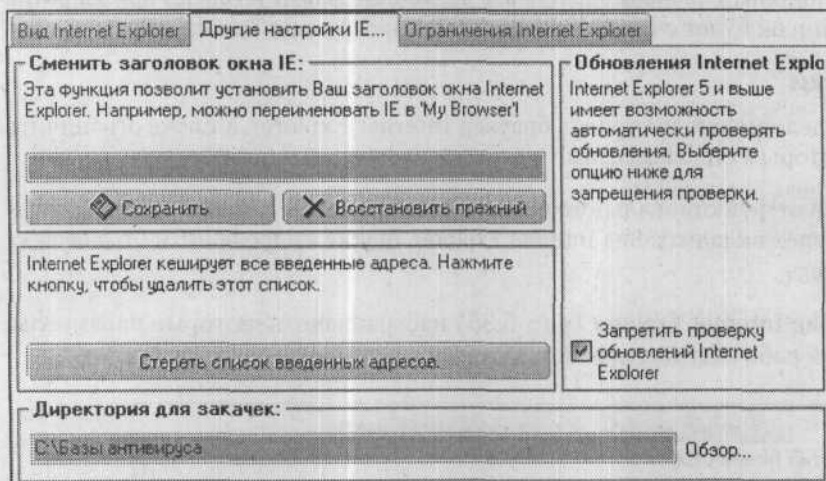 Вид Internet Explorer
Другие настройки IE...
Ограничения Internet Explorer
Сменить заголовок окна IE:
Эта функция позволит установить Ваш заголовок окна Internet
Explorer. Например, можно переименовать IE в 'My Browser'!
Сохранить
Восстановить прежний
Internet Explorer кеширует все введенные адреса. Нажмите
кнопку, чтобы удалить этот список.
Стереть список введенных адресов.
Обновления Internet Explo
Internet Explorer 5 и выше
имеет возможность
автоматически проверять
обновления. Выберите
опцию ниже для
запрещения проверки.
Запретить проверку
обновлений Internet
Explorer
Директория для закачек:
C:\Базы антивируса
Обзор...